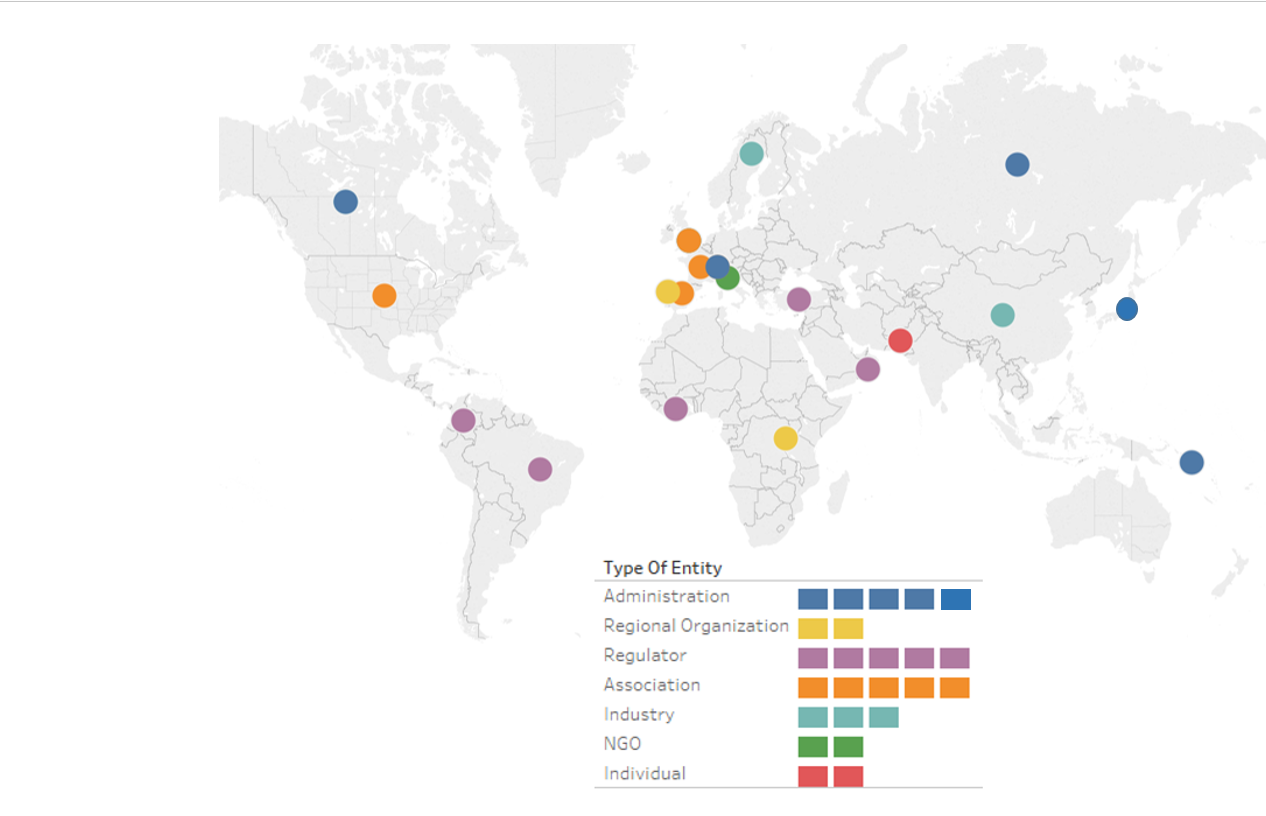 Type Of Entity
Administration
Regional Organization
Regulator
Association
Industry
NGO
Individual